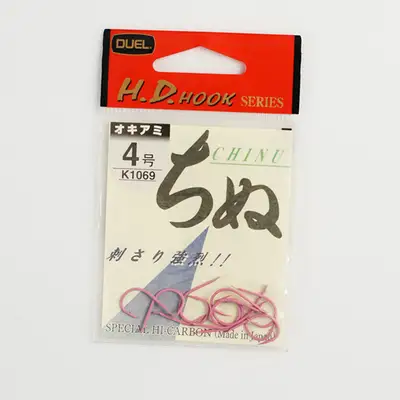 DUEL
H.D. HOOK SERIES
オキアミ
4号
K1069
CHINU
ちぬ
刺さり強烈!!
SPECIAL HI-CARBON (Made in Japan)